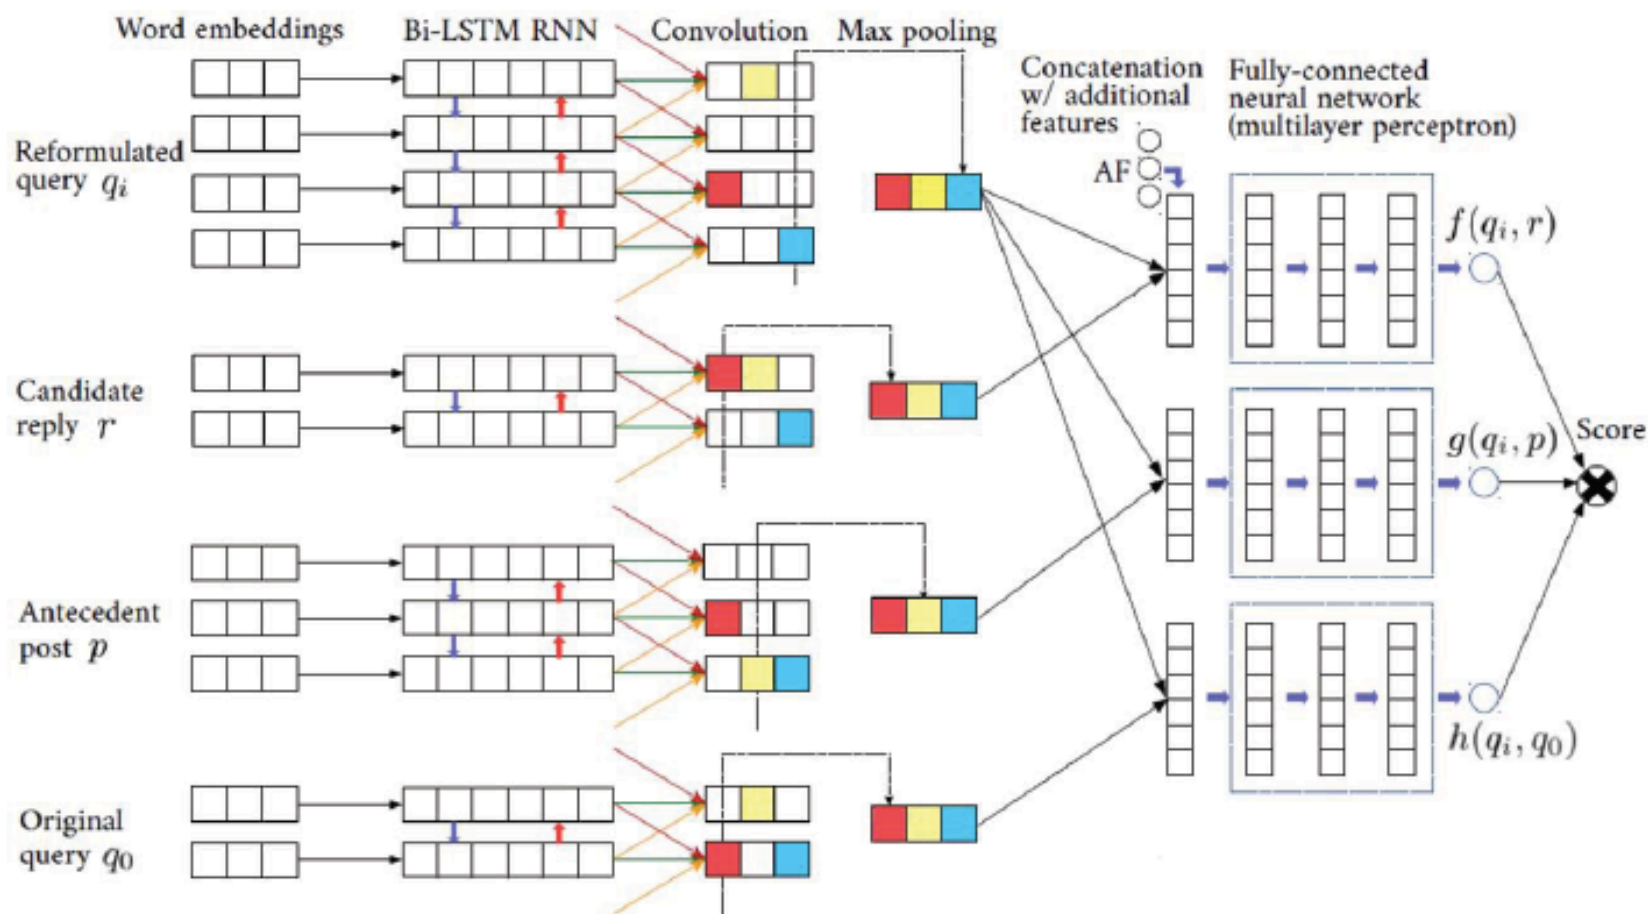 Word embeddings
Bi-LSTM RNN
Convolution
Max pooling
Concatenation
w/ additional
features
Fully-connected
neural network
(multilayer perceptron)
AF
Reformulated
query qᵢ
Candidate
reply r
Antecedent
post p
Original
query q₀
f(qᵢ, r)
g(qᵢ, p)
Score
h(qᵢ, q₀)